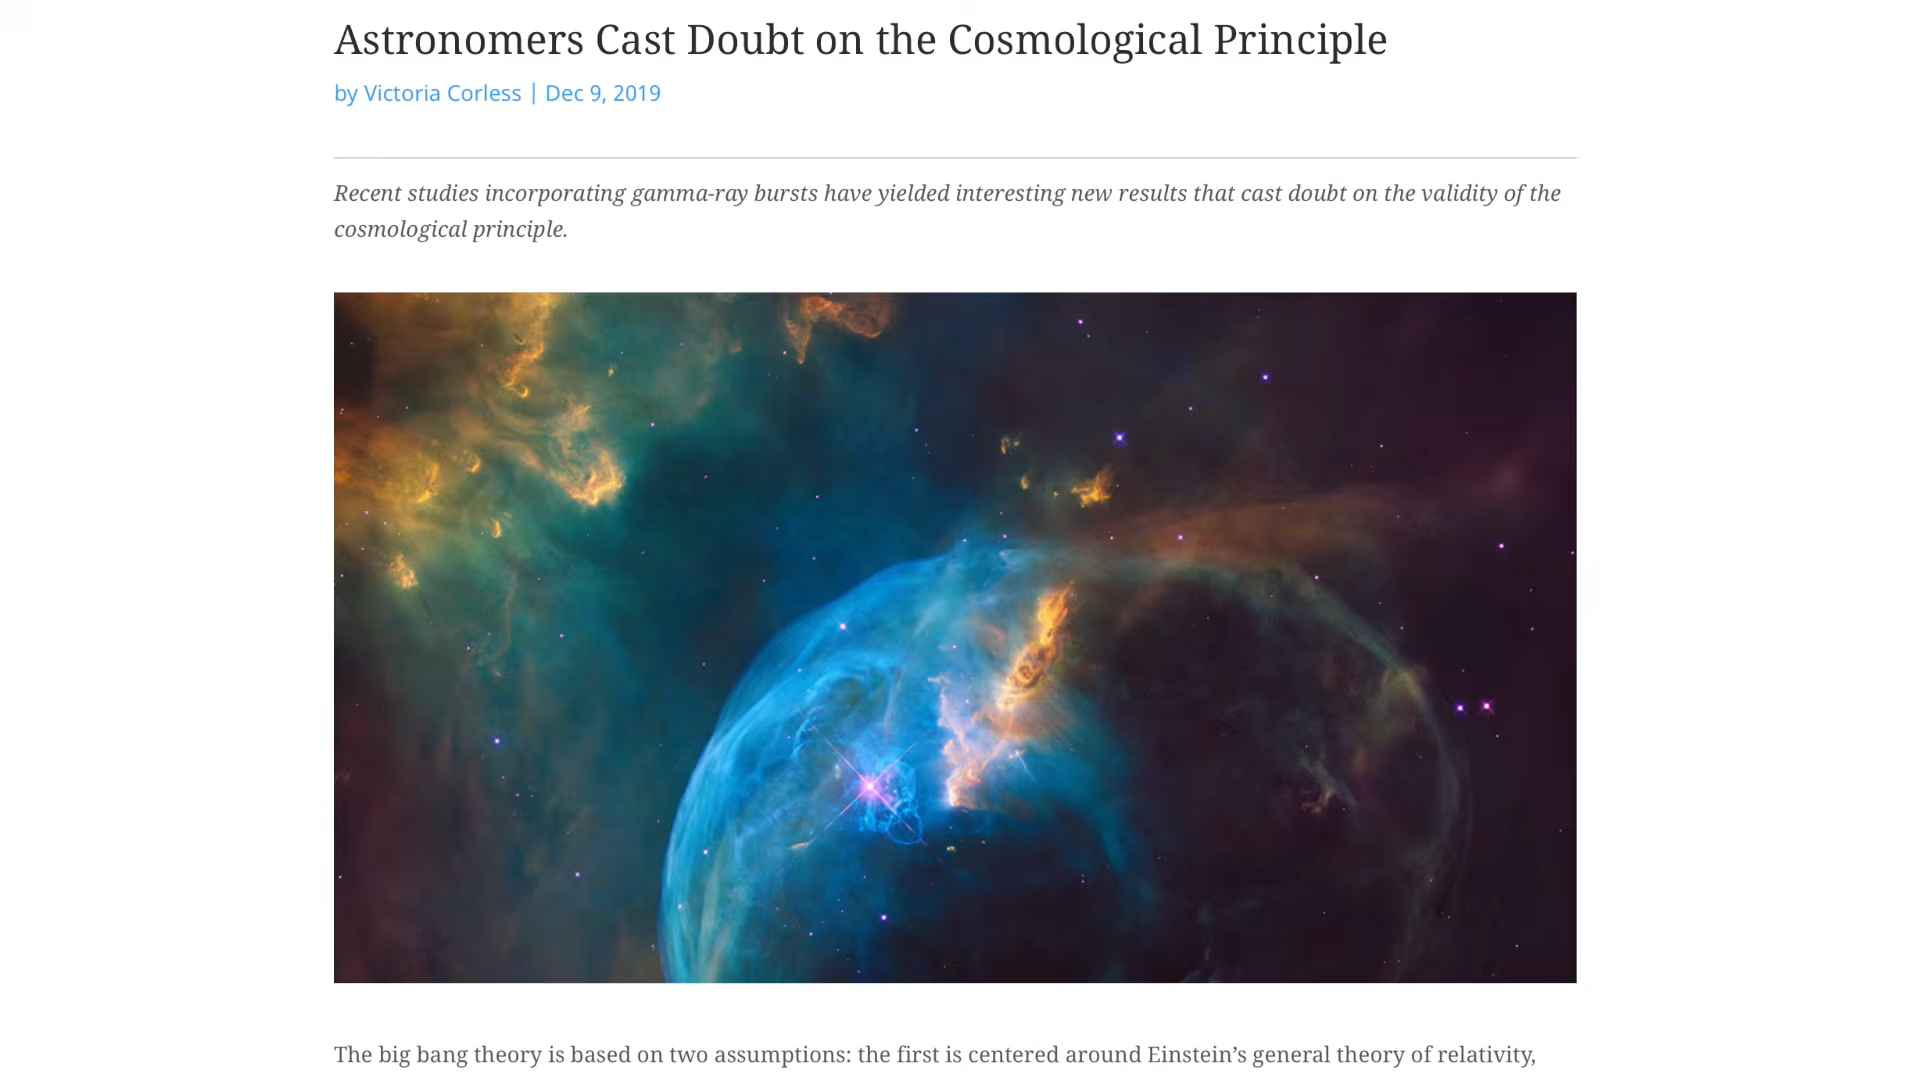 Astronomers Cast Doubt on the Cosmological Principle
by Victoria Corless | Dec 9, 2019
Recent studies incorporating gamma-ray bursts have yielded interesting new results that cast doubt on the validity of the
cosmological principle.
The big bang theory is based on two assumptions: the first is centered around Einstein’s general theory of relativity,